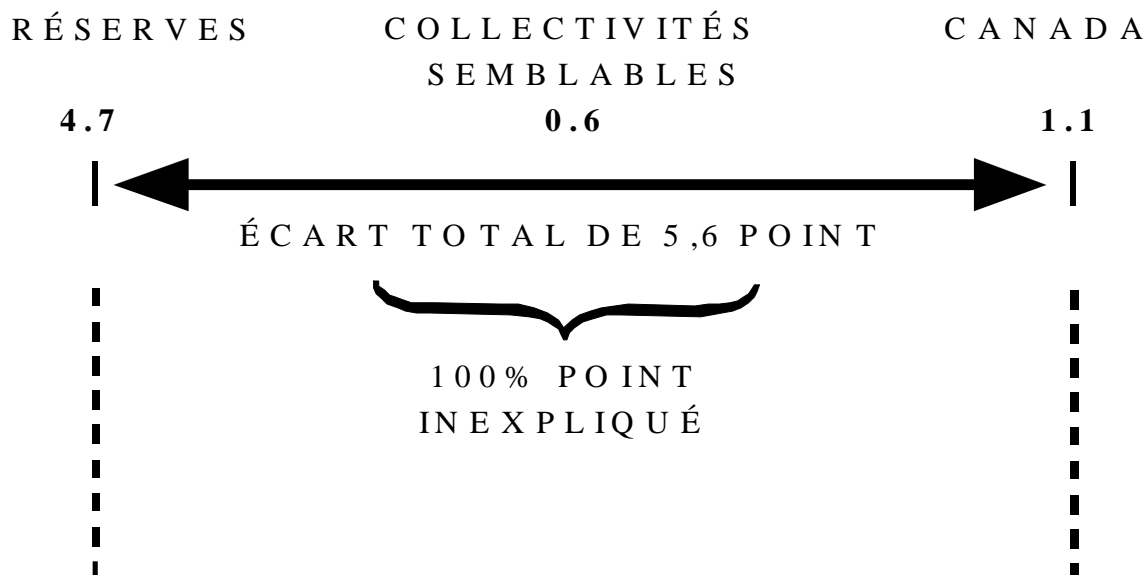 RÉSERVES COLLECTIVITÉS CANADA
SEMBLABLES
4.7 0.6 1.1
ÉCART TOTAL DE 5,6 POINT
100% POINT
INEXPLIQUÉ